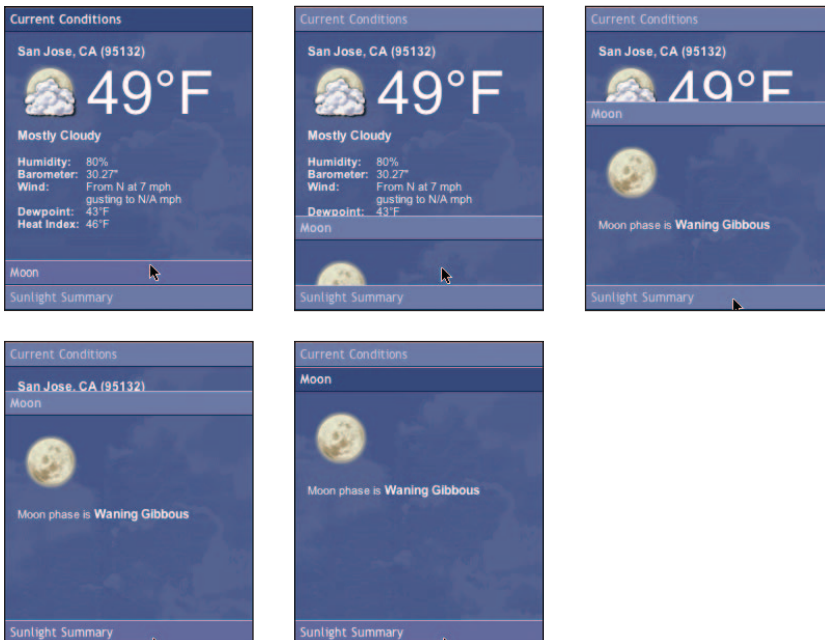 Current Conditions
San Jose, CA (95132)
49°F
Mostly Cloudy
Humidity: 80%
Barometer: 30.27"
Wind: From N at 7 mph
gusting to N/A mph
Dewpoint: 43°F
Heat Index: 46°F
Moon
Sunlight Summary
Current Conditions
San Jose, CA (95132)
49°F
Mostly Cloudy
Humidity: 80%
Barometer: 30.27"
Wind: From N at 7 mph
gusting to N/A mph
Dewpoint: 43°F
Moon
Sunlight Summary
Current Conditions
San Jose, CA (95132)
49°F
Moon
Moon phase is Waning Gibbous
Sunlight Summary
Current Conditions
San Jose, CA (95132)
Moon
Moon phase is Waning Gibbous
Sunlight Summary
Current Conditions
Moon
Moon phase is Waning Gibbous
Sunlight Summary